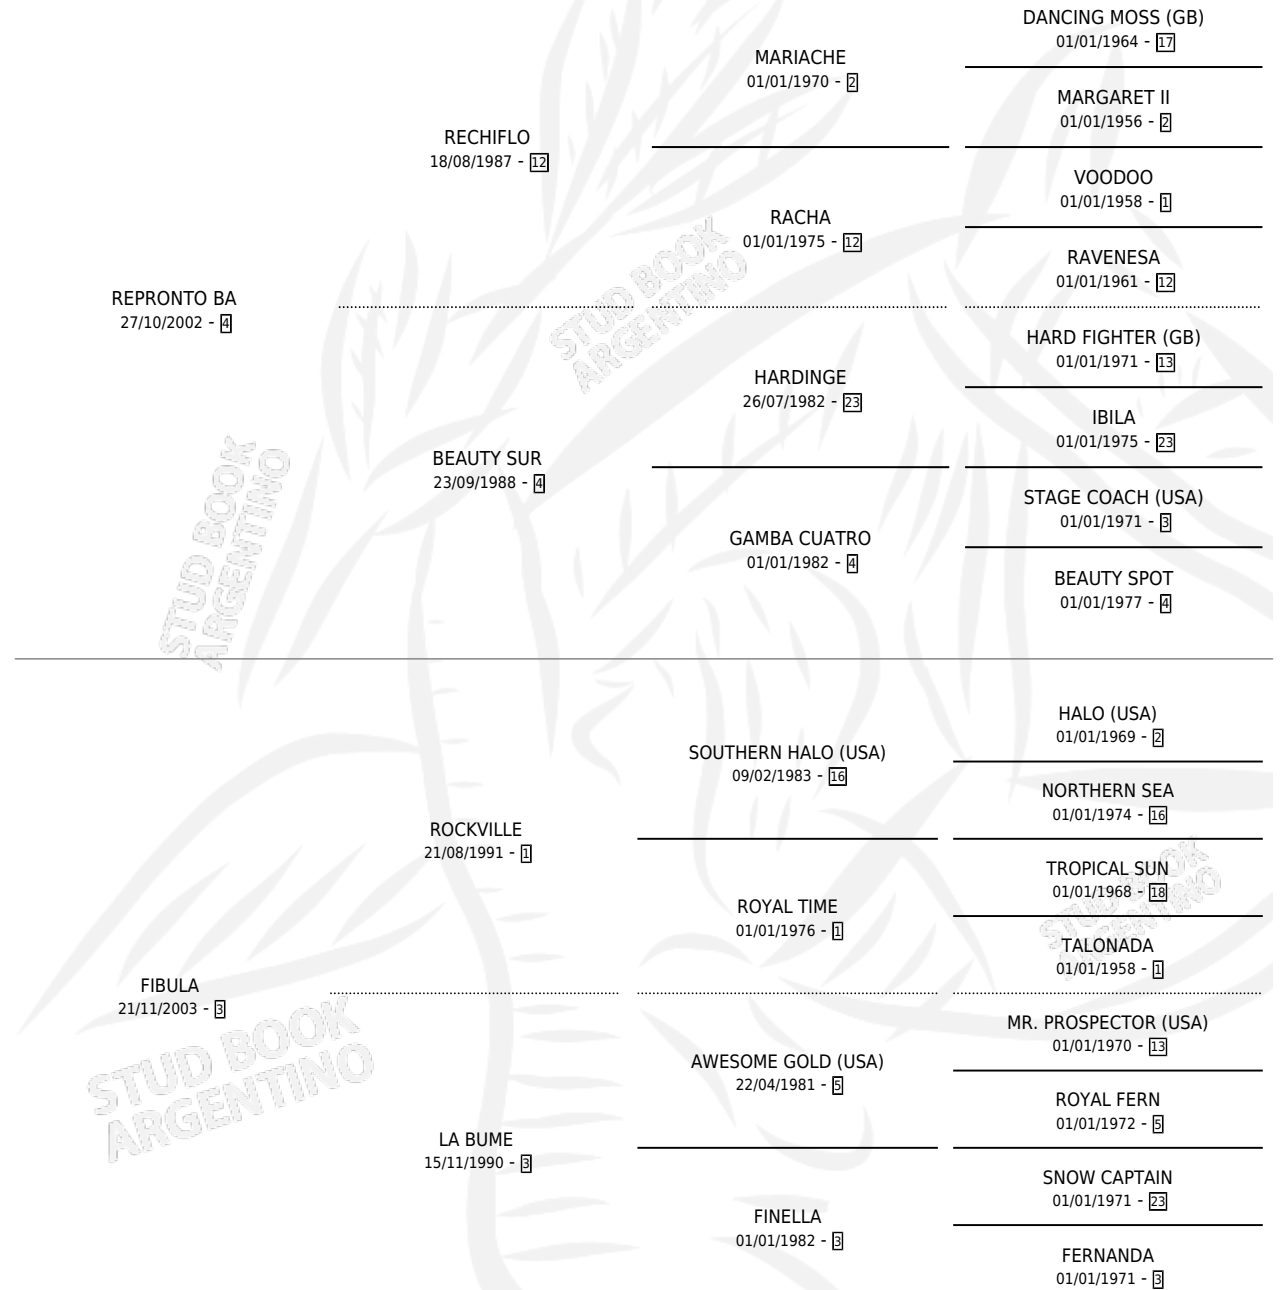 DANCING MOSS (GB)
01/01/1964 - 17
MARIACHE
01/01/1970 - 2
MARGARET II
01/01/1956 - 2
RECHIFLO
18/08/1987 - 12
VOODOO
01/01/1958 - 1
RACHA
01/01/1975 - 12
RAVENESA
01/01/1961 - 12
REPRONTO BA
27/10/2002 - 4
HARD FIGHTER (GB)
01/01/1971 - 13
HARDINGE
26/07/1982 - 23
IBILA
01/01/1975 - 23
BEAUTY SUR
23/09/1988 - 4
STAGE COACH (USA)
01/01/1971 - 3
GAMBA CUATRO
01/01/1982 - 4
BEAUTY SPOT
01/01/1977 - 4
HALO (USA)
01/01/1969 - 2
SOUTHERN HALO (USA)
09/02/1983 - 16
NORTHERN SEA
01/01/1974 - 16
ROCKVILLE
21/08/1991 - 1
TROPICAL SUN
01/01/1968 - 18
ROYAL TIME
01/01/1976 - 1
TALONADA
01/01/1958 - 1
FIBULA
21/11/2003 - 3
MR. PROSPECTOR (USA)
01/01/1970 - 13
AWESOME GOLD (USA)
22/04/1981 - 5
ROYAL FERN
01/01/1972 - 5
LA BUME
15/11/1990 - 3
SNOW CAPTAIN
01/01/1971 - 23
FINELLA
01/01/1982 - 3
FERNANDA
01/01/1971 - 3
STUD BOOK
ARGENTINO
STUD BOOK
ARGENTINO
STUD BOOK
ARGENTINO
STUD BOOK
ARGENTINO